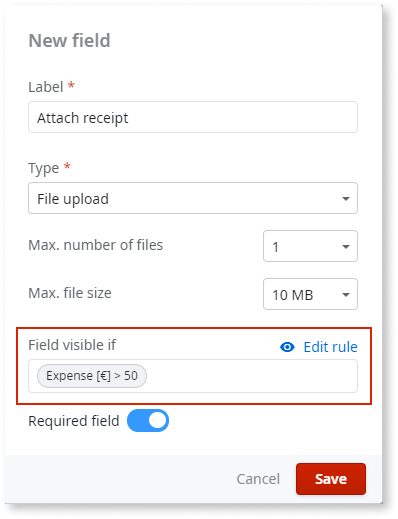 New field
Label *
Attach receipt
Type *
File upload
Max. number of files
1
Max. file size
10 MB
Field visible if
Edit rule
Expense [€] > 50
Required field
Cancel
Save